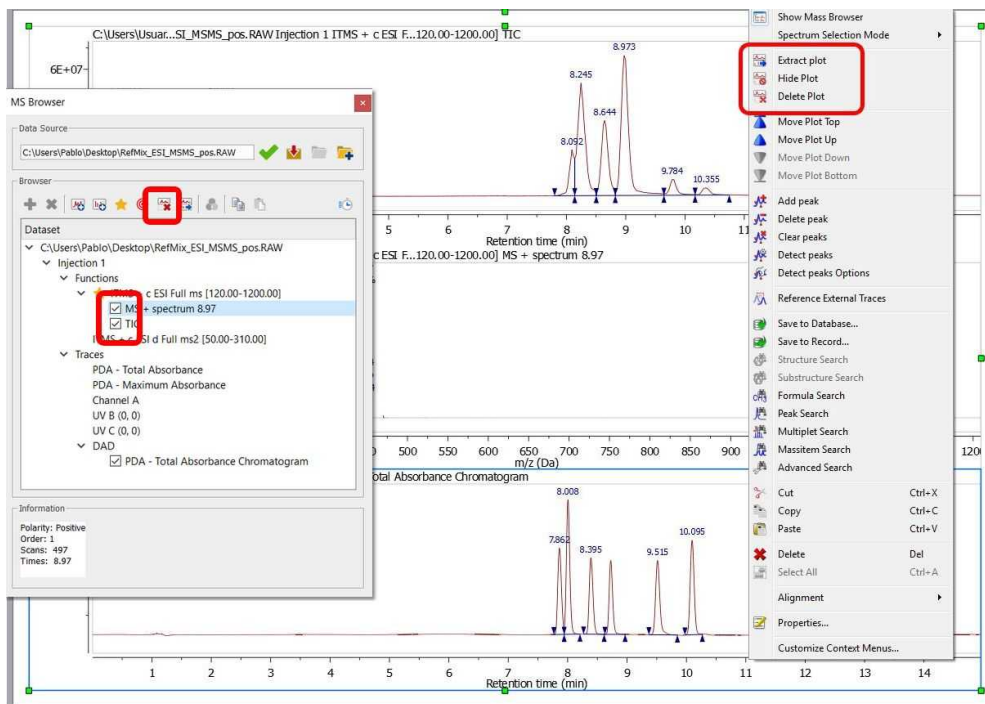 C:\Users\Usuar...SI_MSMS_pos.RAW Injection 1 ITMS + c ESI F...120.00-1200.00] TIC
6E+07
8.973
8.245
8.644
8.092
9.784
10.355
5 6 7 8 9 10 11
Retention time (min)
c ESI F...120.00-1200.00] MS + spectrum 8.97
500 550 600 650 700 750 800 850 900
m/z (Da)
Total Absorbance Chromatogram
8.008
7.862
8.395
9.515
10.095
1 2 3 4 5 6 7 8 9 10 11 12 13 14
Retention time (min)
MS Browser
Data Source
C:\Users\Pablo\Desktop\RefMix_ESI_MSMS_pos.RAW
Browser
Dataset
C:\Users\Pablo\Desktop\RefMix_ESI_MSMS_pos.RAW
Injection 1
Functions
ITMS + c ESI Full ms [120.00-1200.00]
MS + spectrum 8.97
TIC
ITMS + c ESI d Full ms2 [50.00-310.00]
Traces
PDA - Total Absorbance
PDA - Maximum Absorbance
Channel A
UV B (0, 0)
UV C (0, 0)
DAD
PDA - Total Absorbance Chromatogram
Information
Polarity: Positive
Order: 1
Scans: 497
Times: 8.97
Show Mass Browser
Spectrum Selection Mode
Extract plot
Hide Plot
Delete Plot
Move Plot Top
Move Plot Up
Move Plot Down
Move Plot Bottom
Add peak
Delete peak
Clear peaks
Detect peaks
Detect peaks Options
Reference External Traces
Save to Database...
Save to Record...
Structure Search
Substructure Search
Formula Search
Peak Search
Multiplet Search
Massitem Search
Advanced Search
Cut Ctrl+X
Copy Ctrl+C
Paste Ctrl+V
Delete Del
Select All Ctrl+A
Alignment
Properties...
Customize Context Menus...